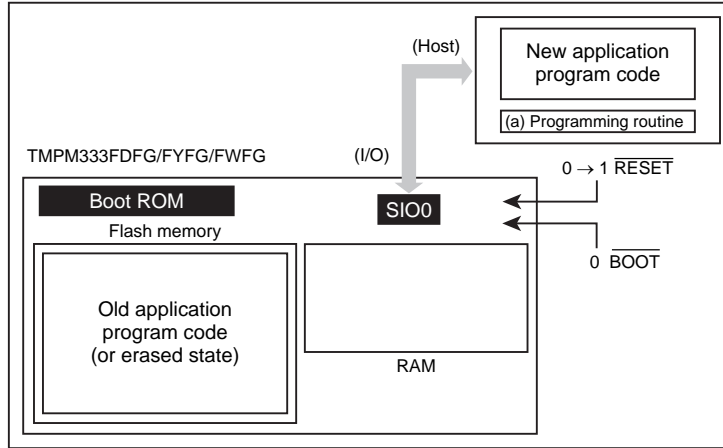 (Host)
New application
program code
(a) Programming routine
TMPM333FDFG/FYFG/FWFG
(I/O)
0 → 1 RESET
Boot ROM
SIO0
Flash memory
0 BOOT
Old application
program code
(or erased state)
RAM